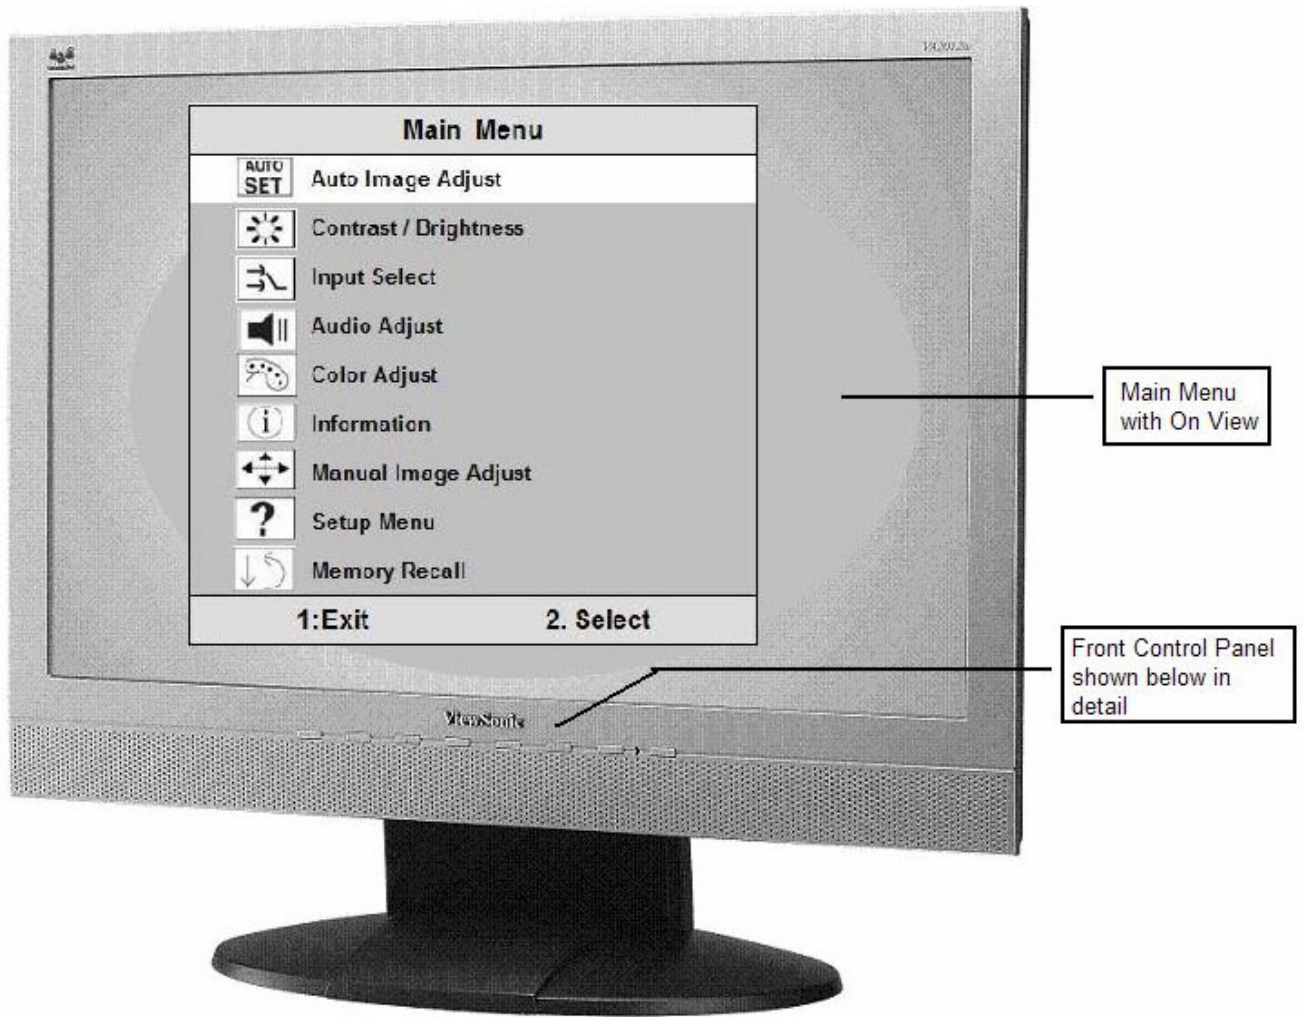 Main Menu
AUTO
SET
Auto Image Adjust
Contrast / Brightness
Input Select
Audio Adjust
Color Adjust
i
Information
Manual Image Adjust
?
Setup Menu
Memory Recall
1:Exit 2. Select
ViewSonic
Main Menu
with On View
Front Control Panel
shown below in
detail